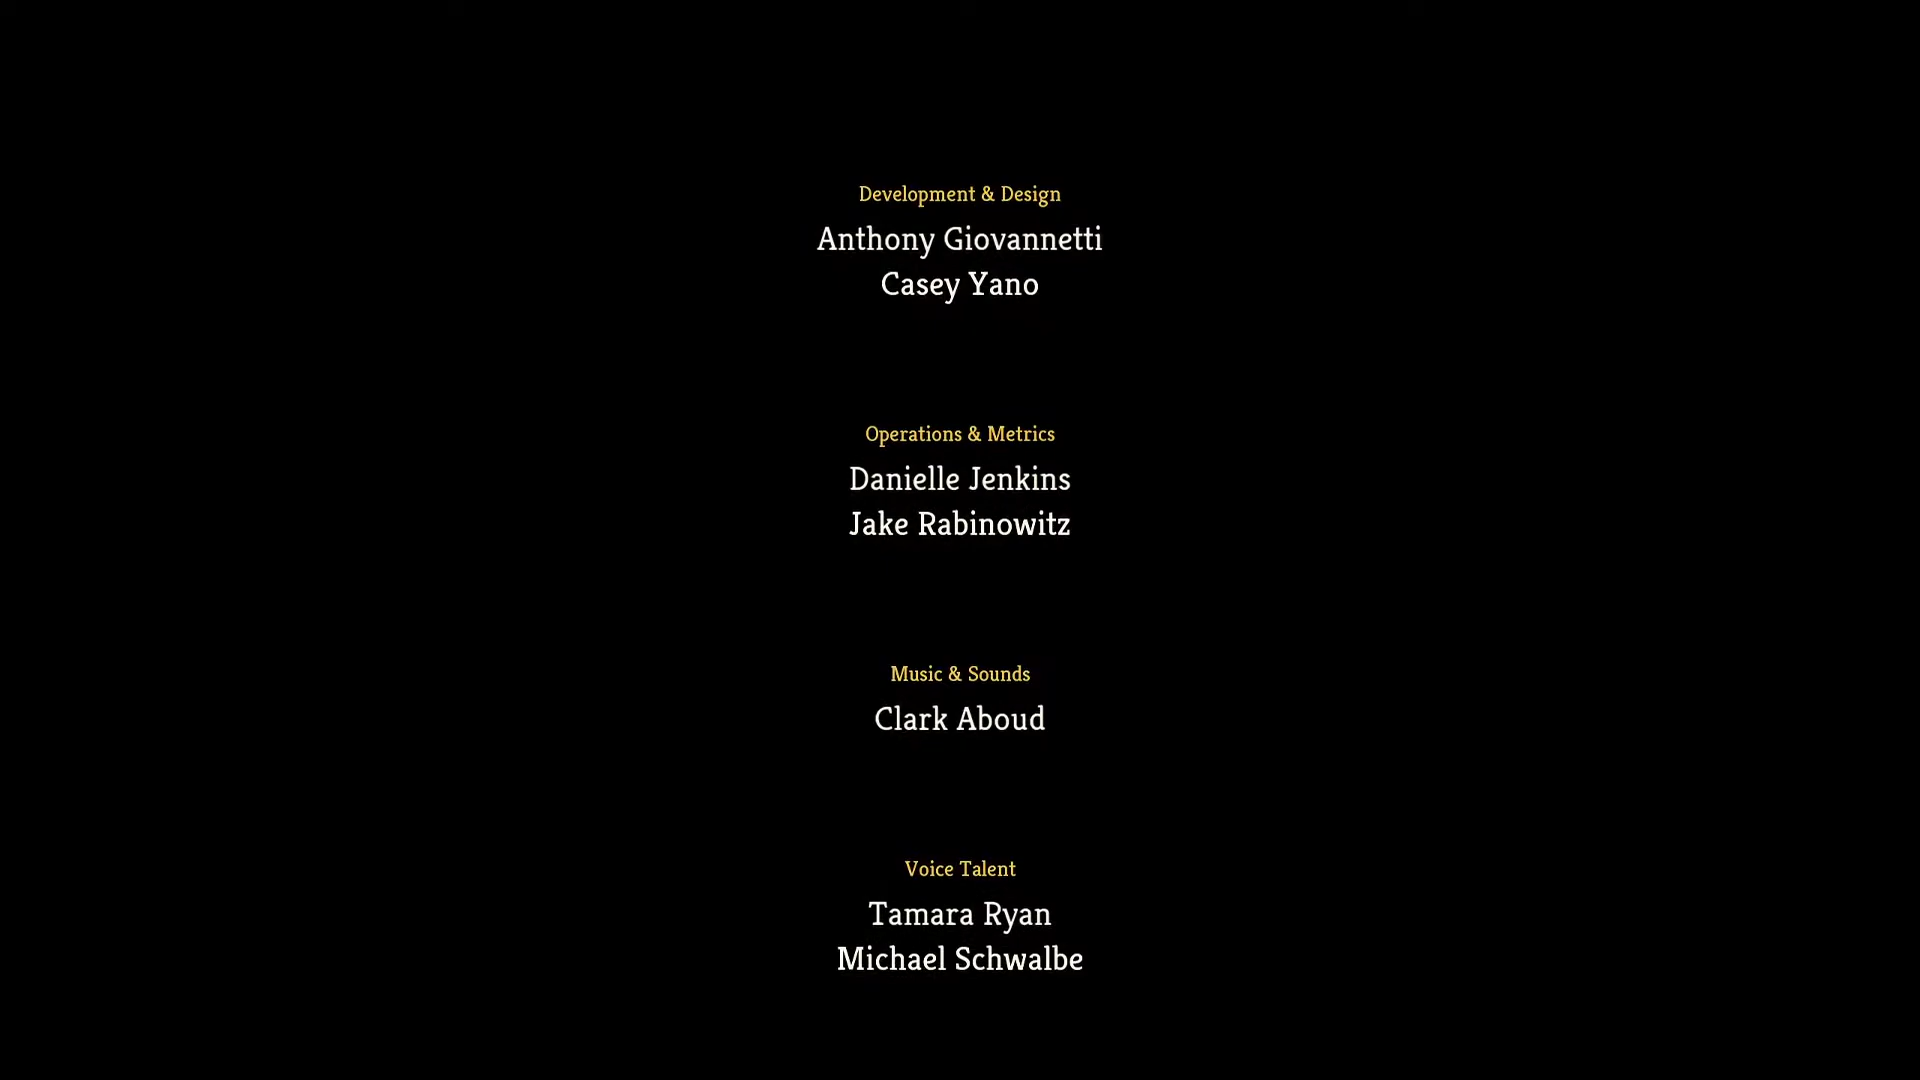 Development & Design
Anthony Giovannetti
Casey Yano
Operations & Metrics
Danielle Jenkins
Jake Rabinowitz
Music & Sounds
Clark Aboud
Voice Talent
Tamara Ryan
Michael Schwalbe